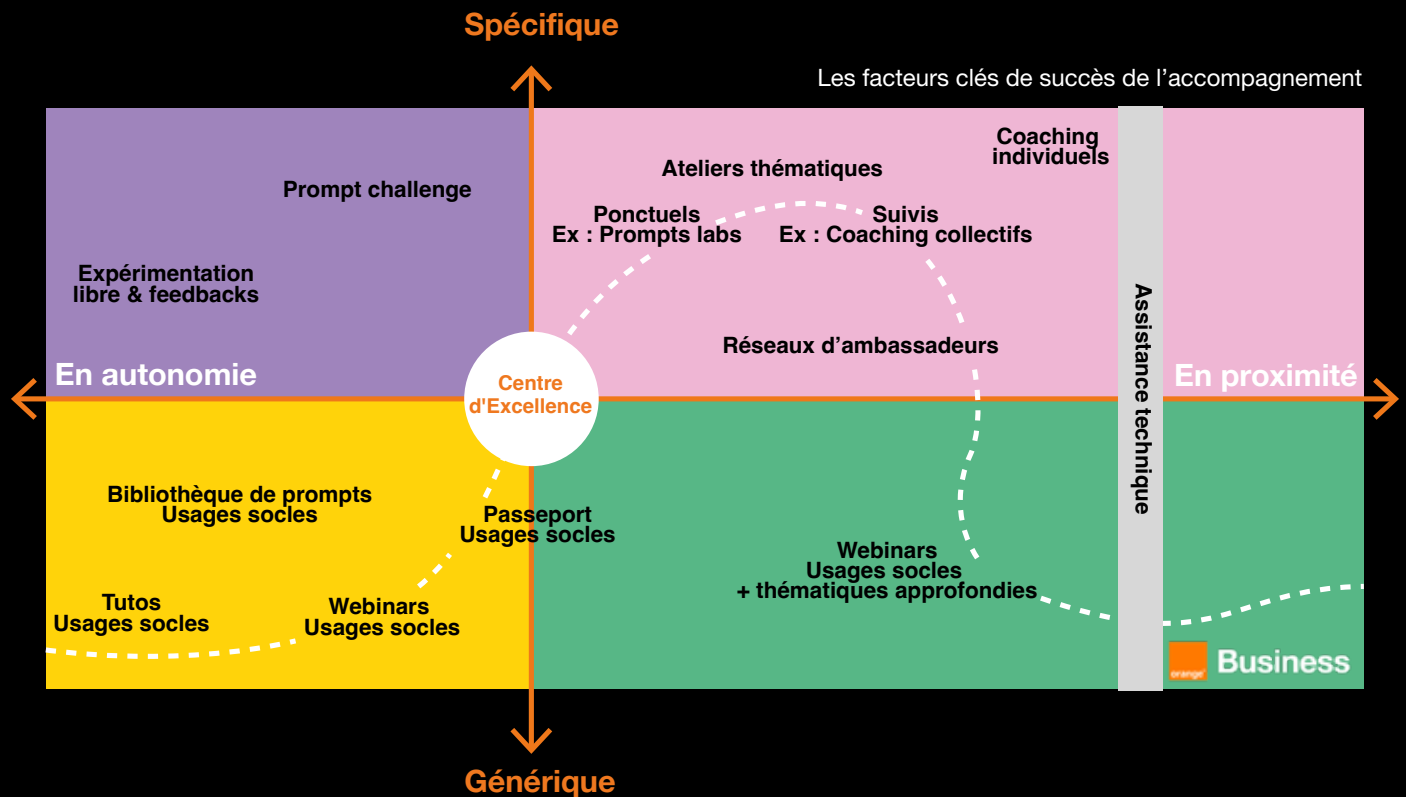 Spécifique
Les facteurs clés de succès de l'accompagnement
Coaching
individuels
Ateliers thématiques
Prompt challenge
Ponctuels
Ex : Prompts labs
Suivis
Ex : Coaching collectifs
Expérimentation
libre & feedbacks
Assistance technique
Réseaux d'ambassadeurs
En autonomie
Centre
d'Excellence
En proximité
Bibliothèque de prompts
Usages socles
Passeport
Usages socles
Webinars
Usages socles
+ thématiques approfondies
Tutos
Usages socles
Webinars
Usages socles
orange
Business
Générique